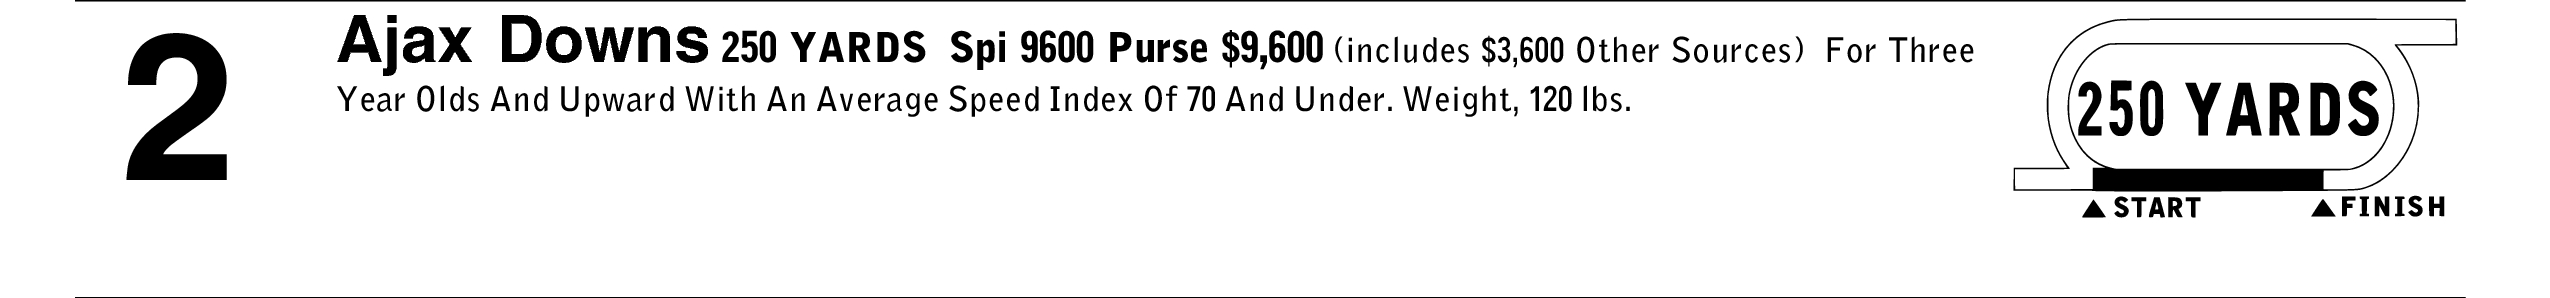 2
Ajax Downs 250 YARDS Spi 9600 Purse $9,600 (includes $3,600 Other Sources) For Three
Year Olds And Upward With An Average Speed Index Of 70 And Under. Weight, 120 lbs.
250 YARDS
▲ START ▲ FINISH